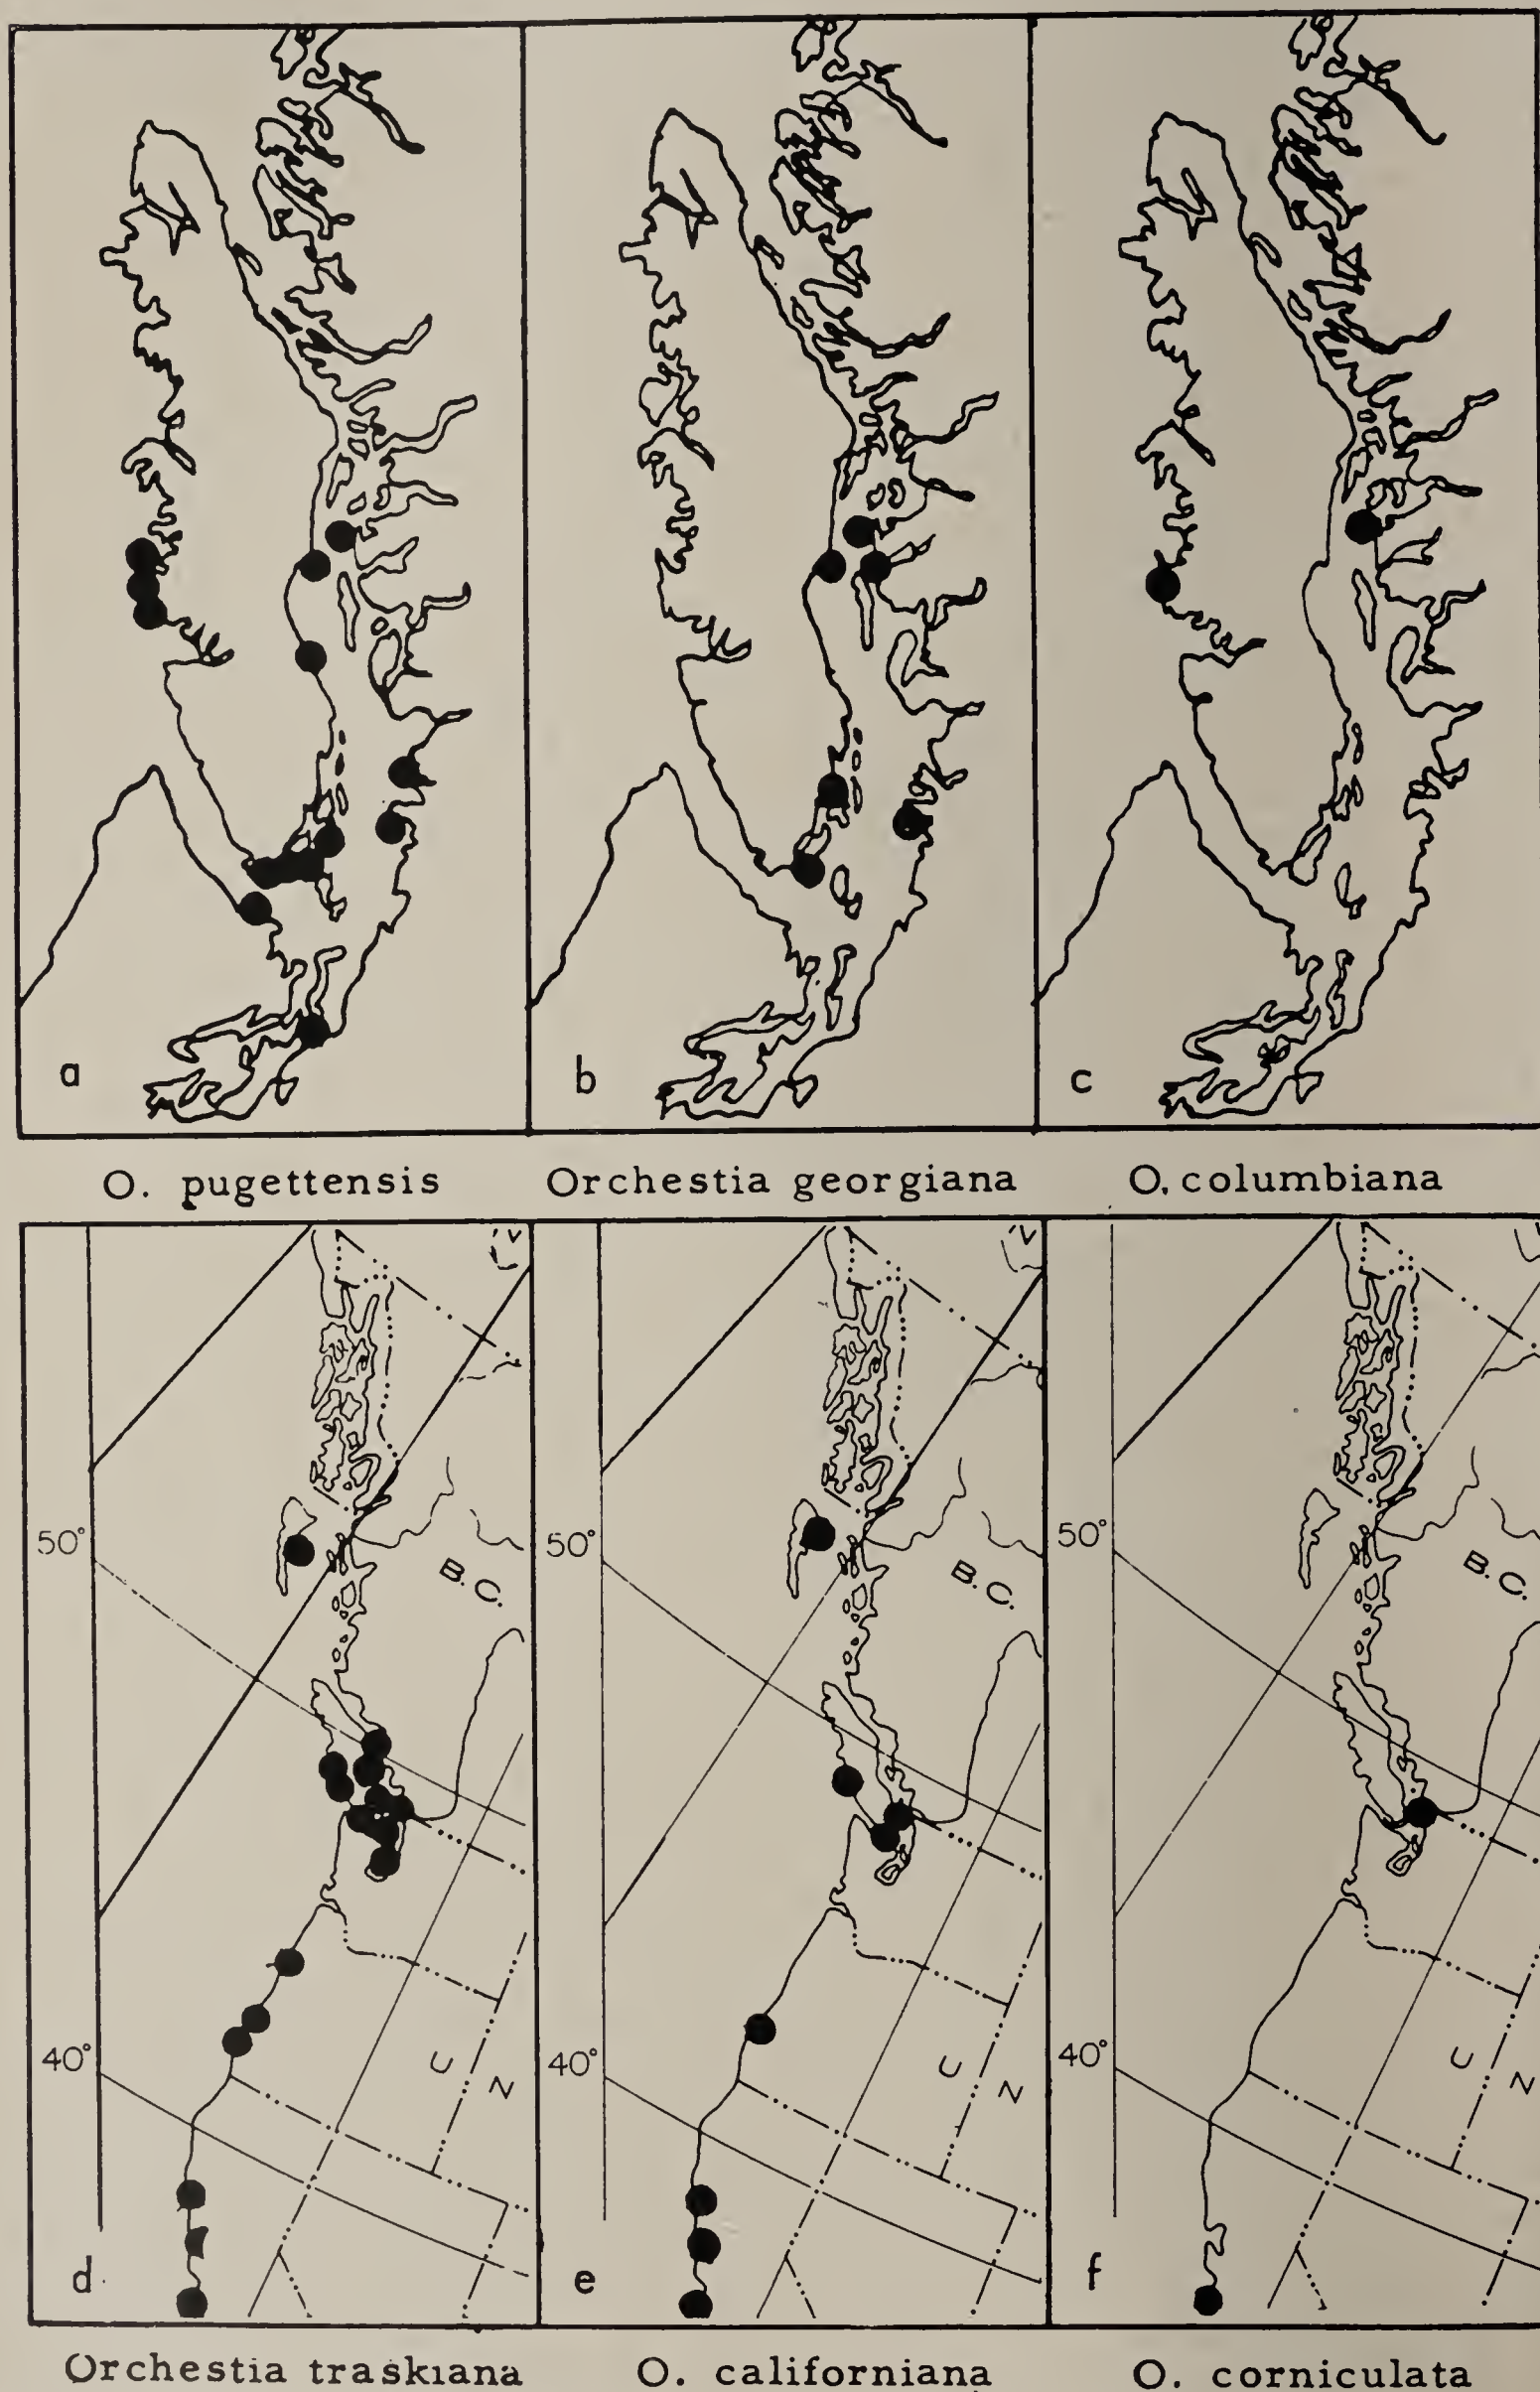 a
b
c
O. pugettensis
Orchestia georgiana
O. columbiana
50°
B.C.
40°
U
N
d
50°
B.C.
40°
U
N
e
50°
B.C.
40°
U
N
f
Orchestia traskiana
O. californiana
O. corniculata